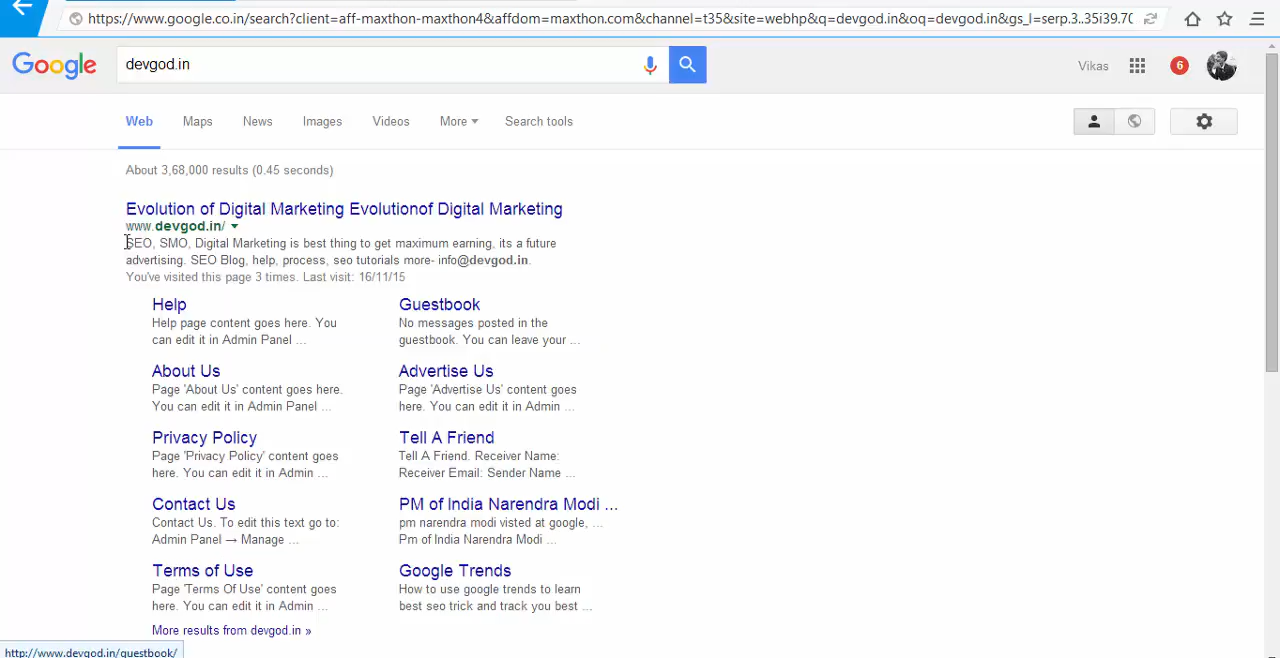 https://www.google.co.in/search?client=aff-maxthon-maxthon4&affdom=maxthon.com&channel=t35&site=webhp&q=devgod.in&oq=devgod.in&gs_l=serp.3..35i39.70
Google
devgod.in
Vikas
6
Web Maps News Images Videos More Search tools
About 3,68,000 results (0.45 seconds)
Evolution of Digital Marketing Evolutionof Digital Marketing
www.devgod.in/
SEO, SMO, Digital Marketing is best thing to get maximum earning, its a future
advertising. SEO Blog, help, process, seo tutorials more- info@devgod.in.
You've visited this page 3 times. Last visit: 16/11/15
Help
Help page content goes here. You
can edit it in Admin Panel ...
Guestbook
No messages posted in the
guestbook. You can leave your ...
About Us
Page 'About Us' content goes here.
You can edit it in Admin Panel ...
Advertise Us
Page 'Advertise Us' content goes
here. You can edit it in Admin ...
Privacy Policy
Page 'Privacy Policy' content goes
here. You can edit it in Admin ...
Tell A Friend
Tell A Friend. Receiver Name:
Receiver Email: Sender Name ...
Contact Us
Contact Us. To edit this text go to:
Admin Panel → Manage ...
PM of India Narendra Modi ...
pm narendra modi visted at google, ...
Pm of India Narendra Modi ...
Terms of Use
Page 'Terms Of Use' content goes
here. You can edit it in Admin ...
Google Trends
How to use google trends to learn
best seo trick and track you best ...
More results from devgod.in »
http://www.devgod.in/guestbook/